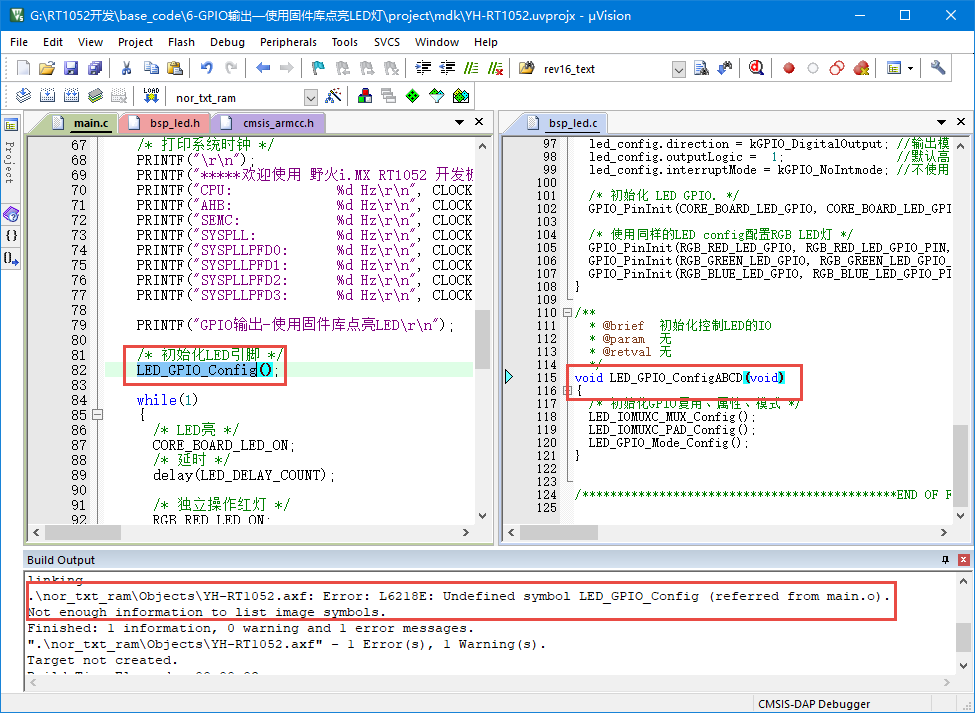 G:\RT1052开发\base_code\6-GPIO输出—使用固件库点亮LED灯\project\mdk\YH-RT1052.uvprojx - µVision
File Edit View Project Flash Debug Peripherals Tools SVCS Window Help
rev16_text
LOAD nor_txt_ram
Project
main.c bsp_led.h cmsis_armcc.h
67 /* 打印系统时钟 */
68 PRINTF("\r\n");
69 PRINTF("*****欢迎使用 野火i.MX RT1052 开发板
70 PRINTF("CPU: %d Hz\r\n", CLOCK
71 PRINTF("AHB: %d Hz\r\n", CLOCK
72 PRINTF("SEMC: %d Hz\r\n", CLOCK
73 PRINTF("SYSPLL: %d Hz\r\n", CLOCK
74 PRINTF("SYSPLLPFD0: %d Hz\r\n", CLOCK
75 PRINTF("SYSPLLPFD1: %d Hz\r\n", CLOCK
76 PRINTF("SYSPLLPFD2: %d Hz\r\n", CLOCK
77 PRINTF("SYSPLLPFD3: %d Hz\r\n", CLOCK
78
79 PRINTF("GPIO输出-使用固件库点亮LED\r\n");
80
81 /* 初始化LED引脚 */
82 LED_GPIO_Config();
83
84 while(1)
85 {
86 /* LED亮 */
87 CORE_BOARD_LED_ON;
88 /* 延时 */
89 delay(LED_DELAY_COUNT);
90
91 /* 独立操作红灯 */
92 RGB_RED_LED_ON;
bsp_led.c
97 led_config.direction = kGPIO_DigitalOutput; //输出模
98 led_config.outputLogic = 1; //默认高
99 led_config.interruptMode = kGPIO_NoIntmode; //不使用
100
101 /* 初始化 LED GPIO. */
102 GPIO_PinInit(CORE_BOARD_LED_GPIO, CORE_BOARD_LED_GPI
103
104 /* 使用同样的LED config配置RGB LED灯 */
105 GPIO_PinInit(RGB_RED_LED_GPIO, RGB_RED_LED_GPIO_PIN,
106 GPIO_PinInit(RGB_GREEN_LED_GPIO, RGB_GREEN_LED_GPIO_
107 GPIO_PinInit(RGB_BLUE_LED_GPIO, RGB_BLUE_LED_GPIO_PI
108 }
109
110 /**
111 * @brief 初始化控制LED的IO
112 * @param 无
113 * @retval 无
114 */
115 void LED_GPIO_ConfigABCD(void)
116 {
117 /* 初始化GPIO复用、属性、模式 */
118 LED_IOMUXC_MUX_Config();
119 LED_IOMUXC_PAD_Config();
120 LED_GPIO_Mode_Config();
121 }
122
123
124 /*********************************************END OF F
125
Build Output
linking...
.\nor_txt_ram\Objects\YH-RT1052.axf: Error: L6218E: Undefined symbol LED_GPIO_Config (referred from main.o).
Not enough information to list image symbols.
Finished: 1 information, 0 warning and 1 error messages.
".\nor_txt_ram\Objects\YH-RT1052.axf" - 1 Error(s), 1 Warning(s).
Target not created.
CMSIS-DAP Debugger